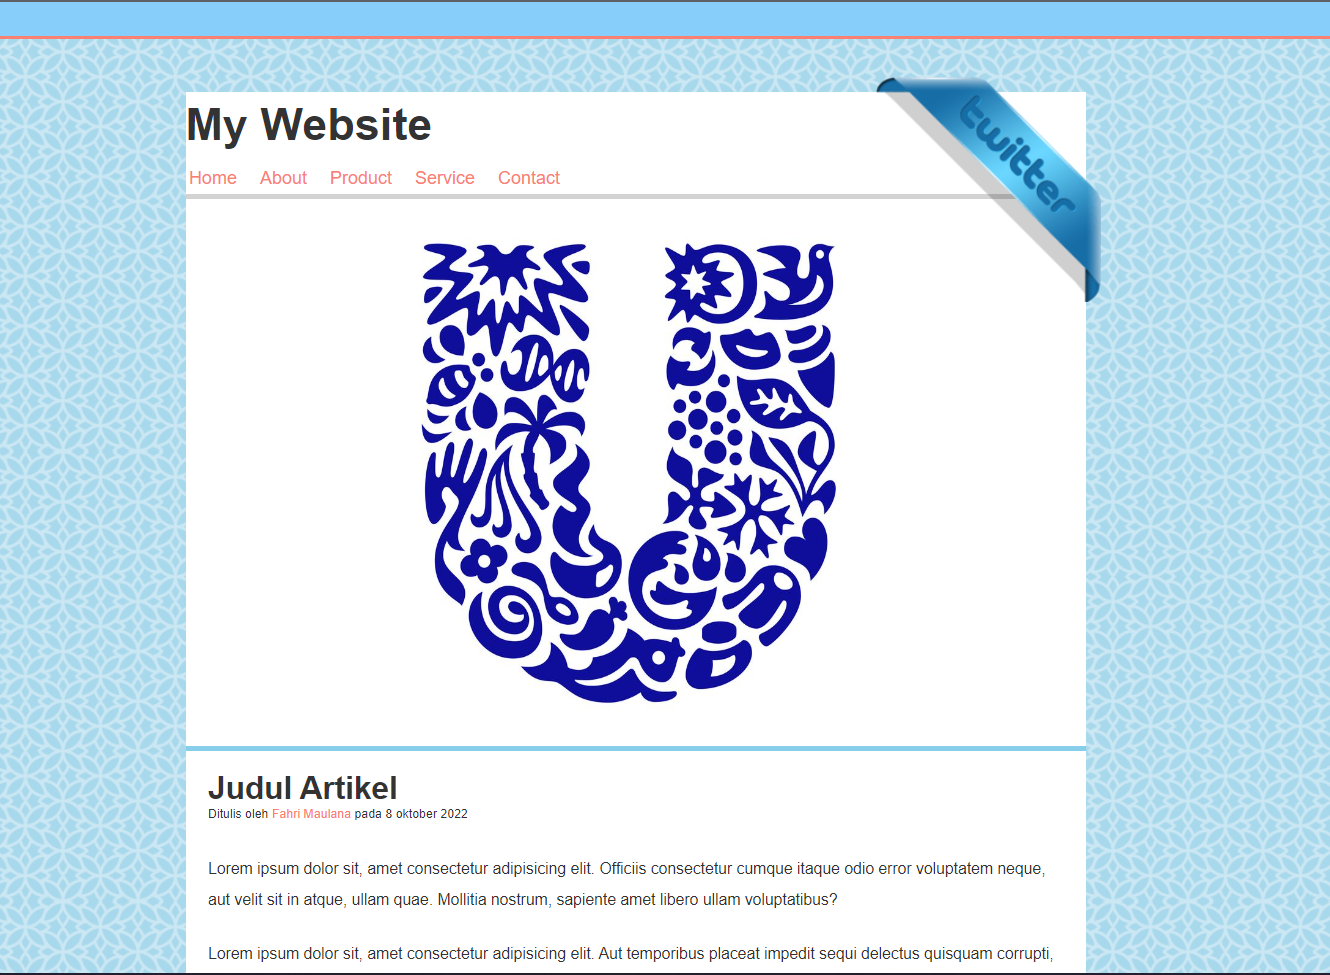 My Website
twitter
Home About Product Service Contact
Judul Artikel
Ditulis oleh Fahri Maulana pada 8 oktober 2022
Lorem ipsum dolor sit, amet consectetur adipisicing elit. Officiis consectetur cumque itaque odio error voluptatem neque,
aut velit sit in atque, ullam quae. Mollitia nostrum, sapiente amet libero ullam voluptatibus?
Lorem ipsum dolor sit, amet consectetur adipisicing elit. Aut temporibus placeat impedit sequi delectus quisquam corrupti,